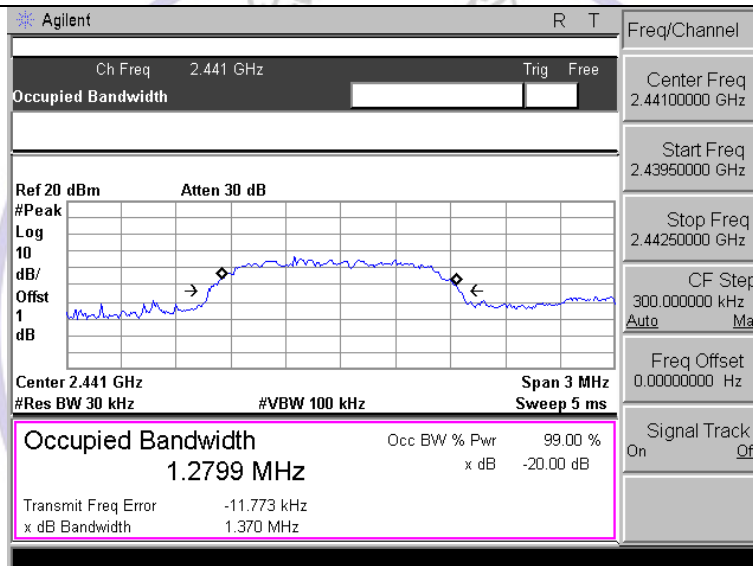 Agilent R T
Freq/Channel
Ch Freq 2.441 GHz Trig Free
Occupied Bandwidth
Center Freq
2.44100000 GHz
Start Freq
2.43950000 GHz
Stop Freq
2.44250000 GHz
CF Step
300.000000 kHz
Auto Ma
Freq Offset
0.00000000 Hz
Signal Track
On Of
Ref 20 dBm Atten 30 dB
#Peak
Log
10
dB/
Offst
1
dB
Center 2.441 GHz Span 3 MHz
#Res BW 30 kHz #VBW 100 kHz Sweep 5 ms
Occupied Bandwidth Occ BW % Pwr 99.00 %
1.2799 MHz x dB -20.00 dB
Transmit Freq Error -11.773 kHz
x dB Bandwidth 1.370 MHz